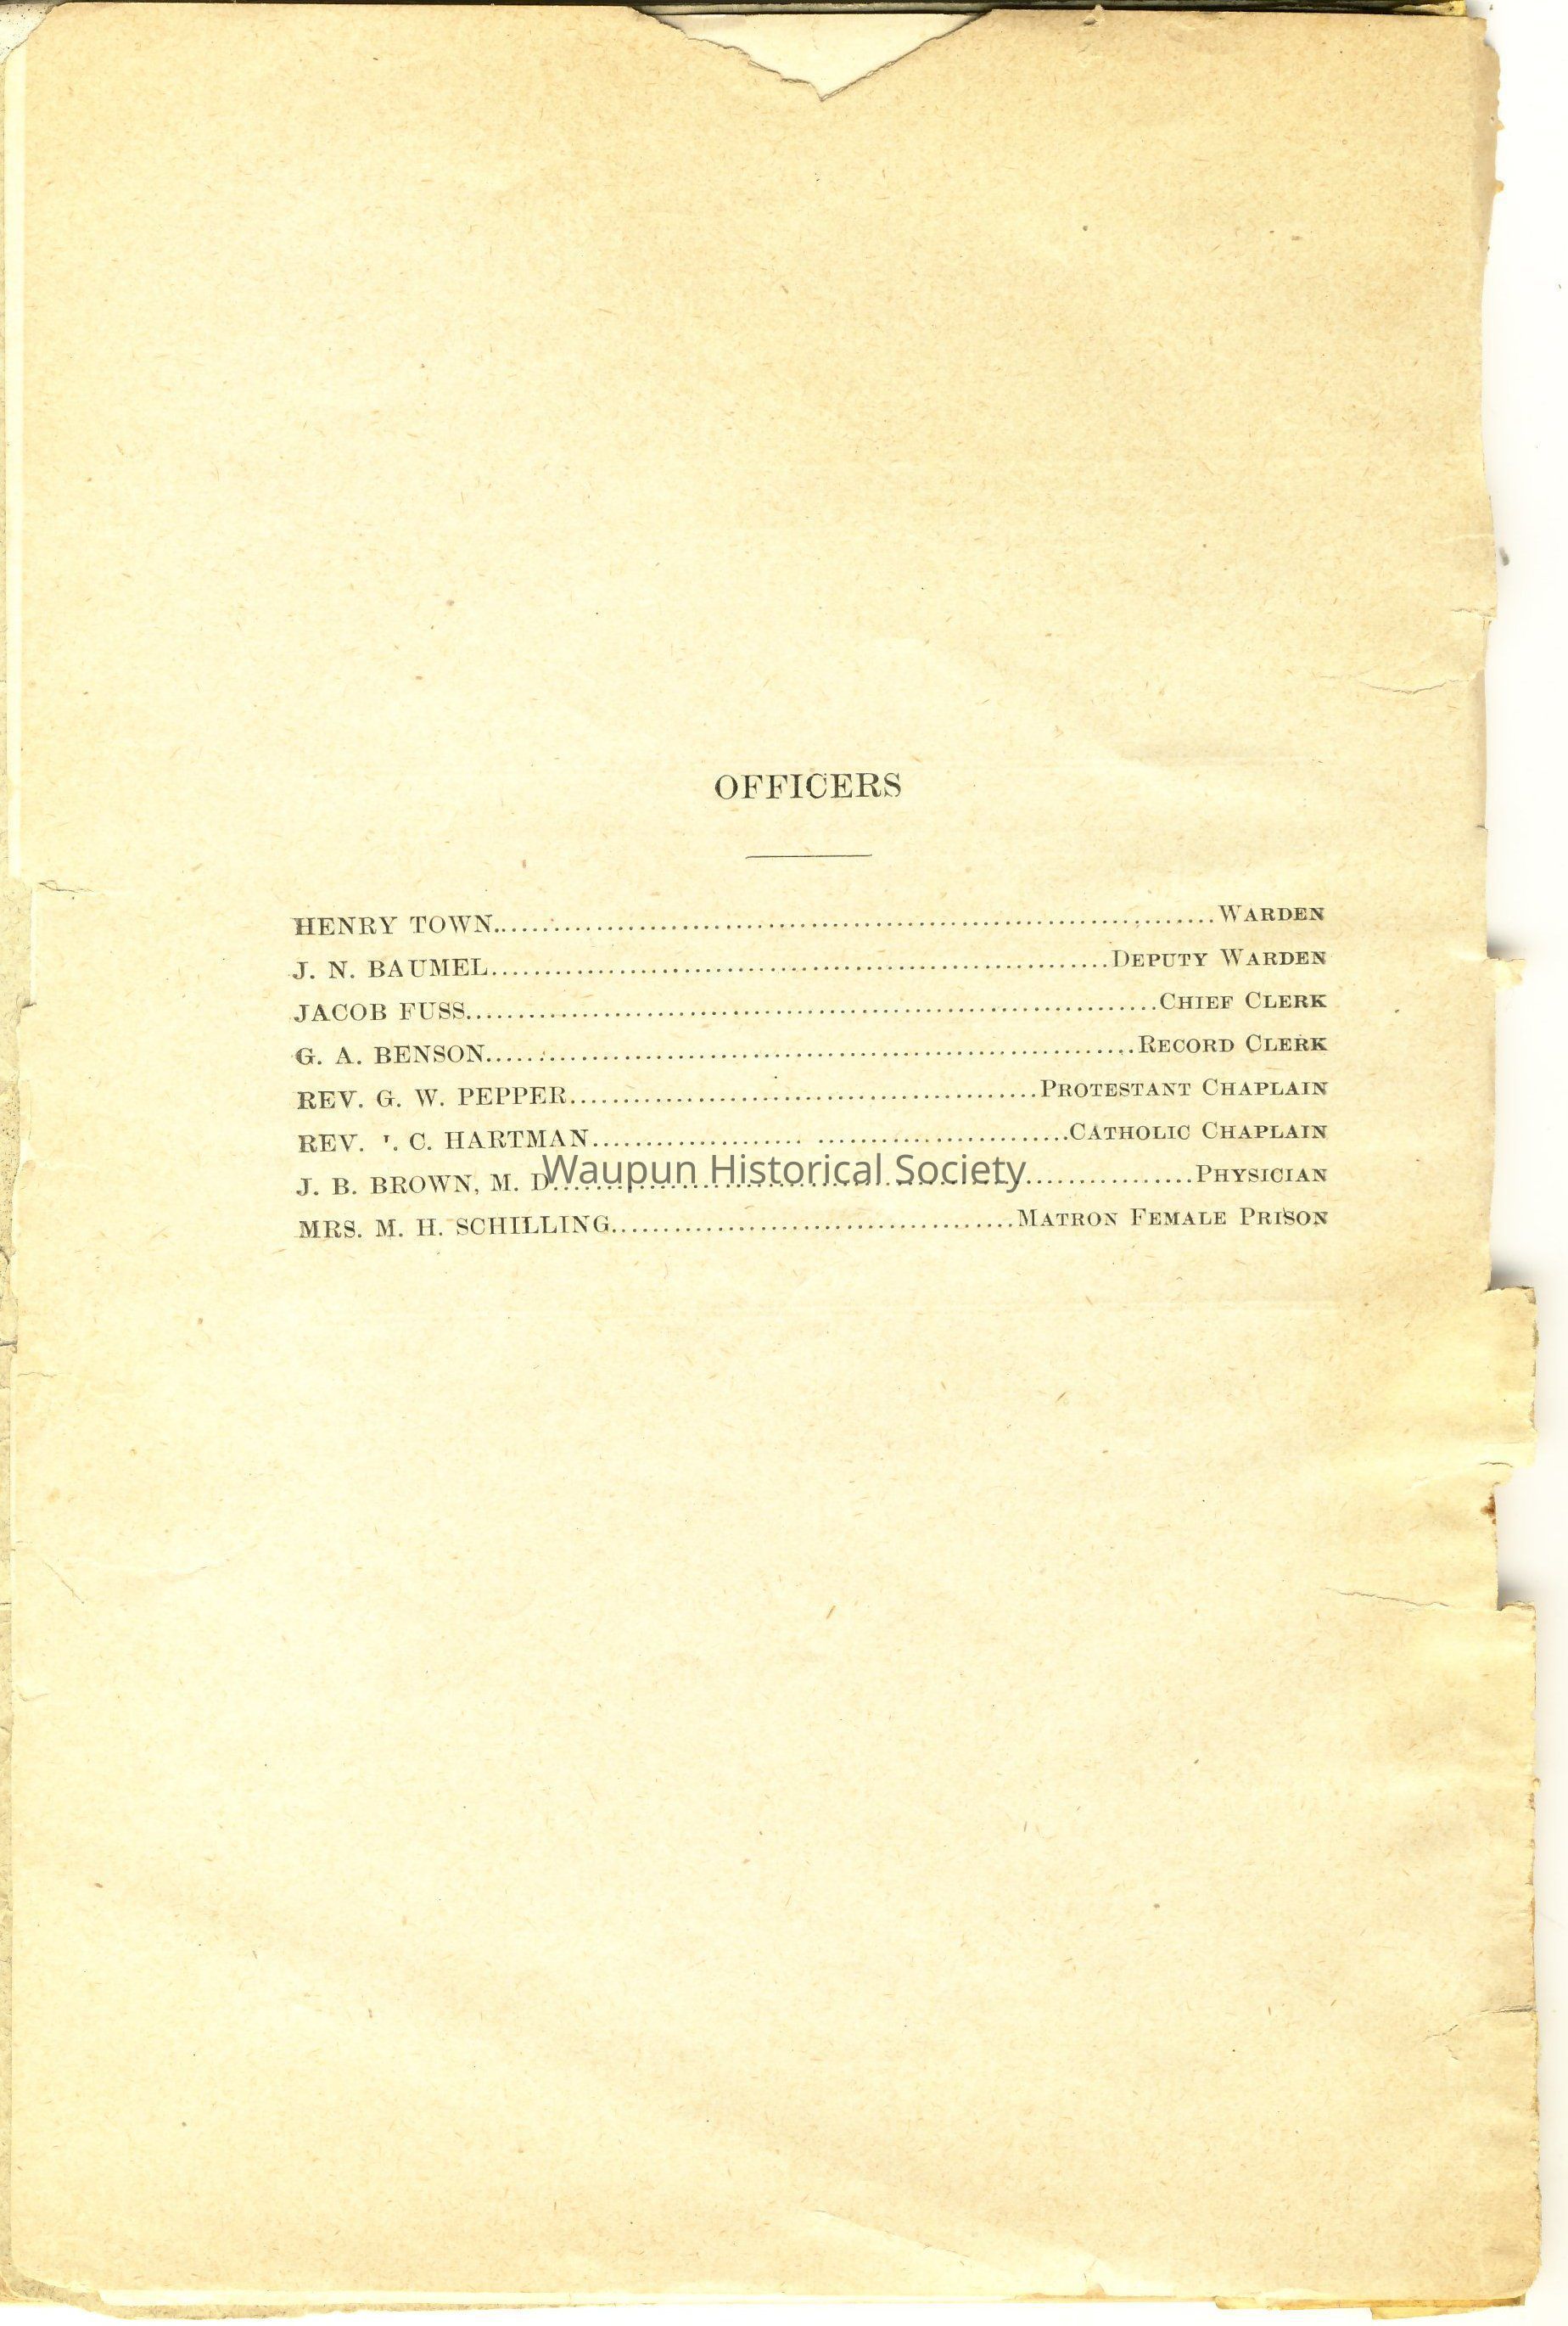 OFFICERS
HENRY TOWN........................WARDEN
J. N. BAUMEL........................DEPUTY WARDEN
JACOB FUSS........................CHIEF CLERK
G. A. BENSON........................RECORD CLERK
REV. G. W. PEPPER........................PROTESTANT CHAPLAIN
REV. . C. HARTMAN........................CATHOLIC CHAPLAIN
J. B. BROWN, M. D........................PHYSICIAN
Waupun Historical Society
MRS. M. H. SCHILLING........................MATRON FEMALE PRISON